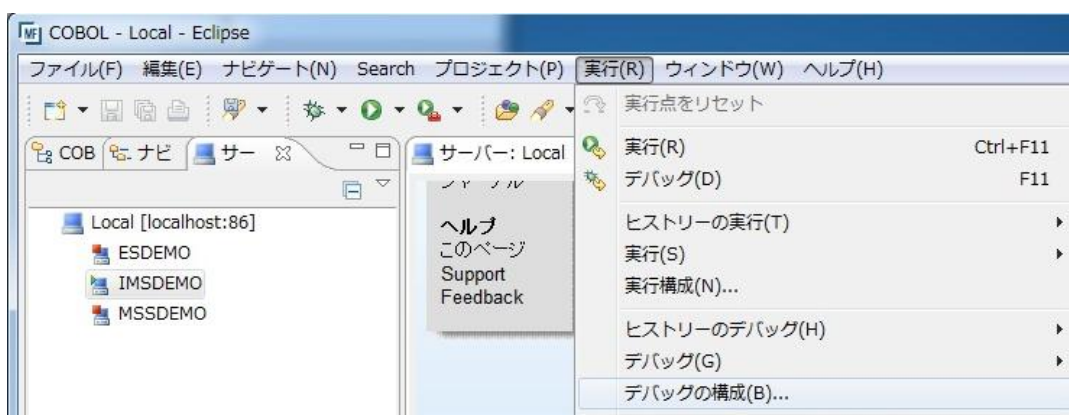 COBOL - Local - Eclipse
ファイル(F) 編集(E) ナビゲート(N) Search プロジェクト(P) 実行(R) ウィンドウ(W) ヘルプ(H)
実行点をリセット
COB ナビ サー サーバー: Local
実行(R) Ctrl+F11
デバッグ(D) F11
Local [localhost:86]
ESDEMO
IMSDEMO
MSSDEMO
ヘルプ
このページ
Support
Feedback
ヒストリーの実行(T)
実行(S)
実行構成(N)...
ヒストリーのデバッグ(H)
デバッグ(G)
デバッグの構成(B)...